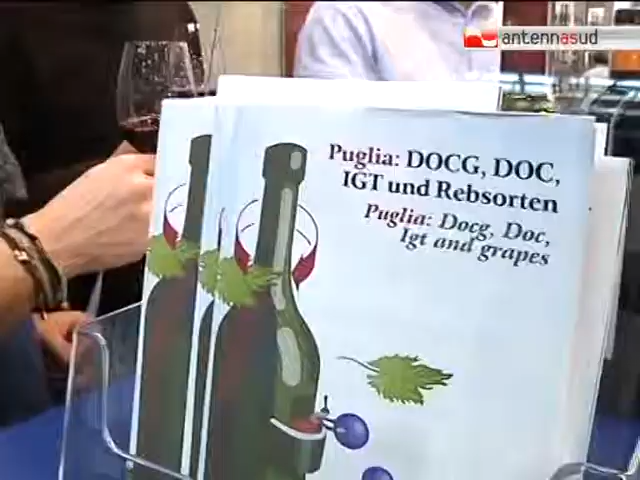 antennasud
Puglia: DOCG, DOC,
IGT und Rebsorten
Puglia: Docg, Doc,
Igt and grapes